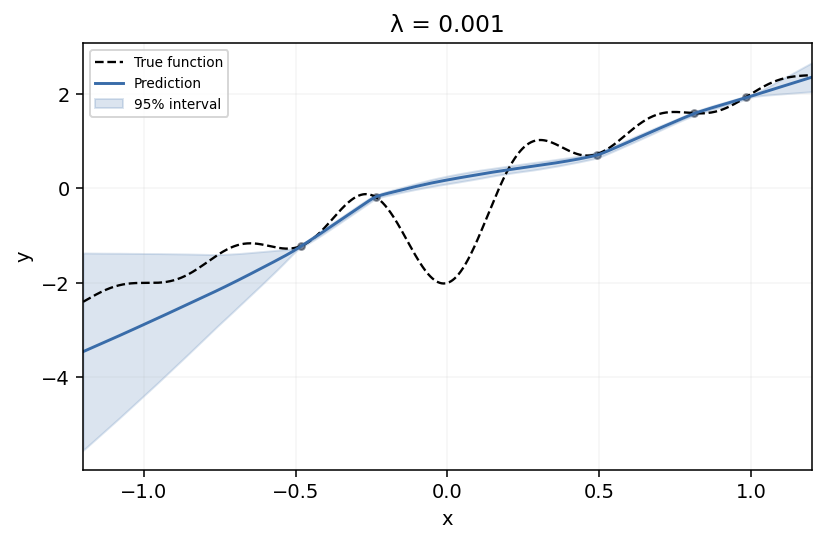 λ = 0.001
True function
Prediction
95% interval
2
0
−2
−4
y
−1.0 −0.5 0.0 0.5 1.0
x